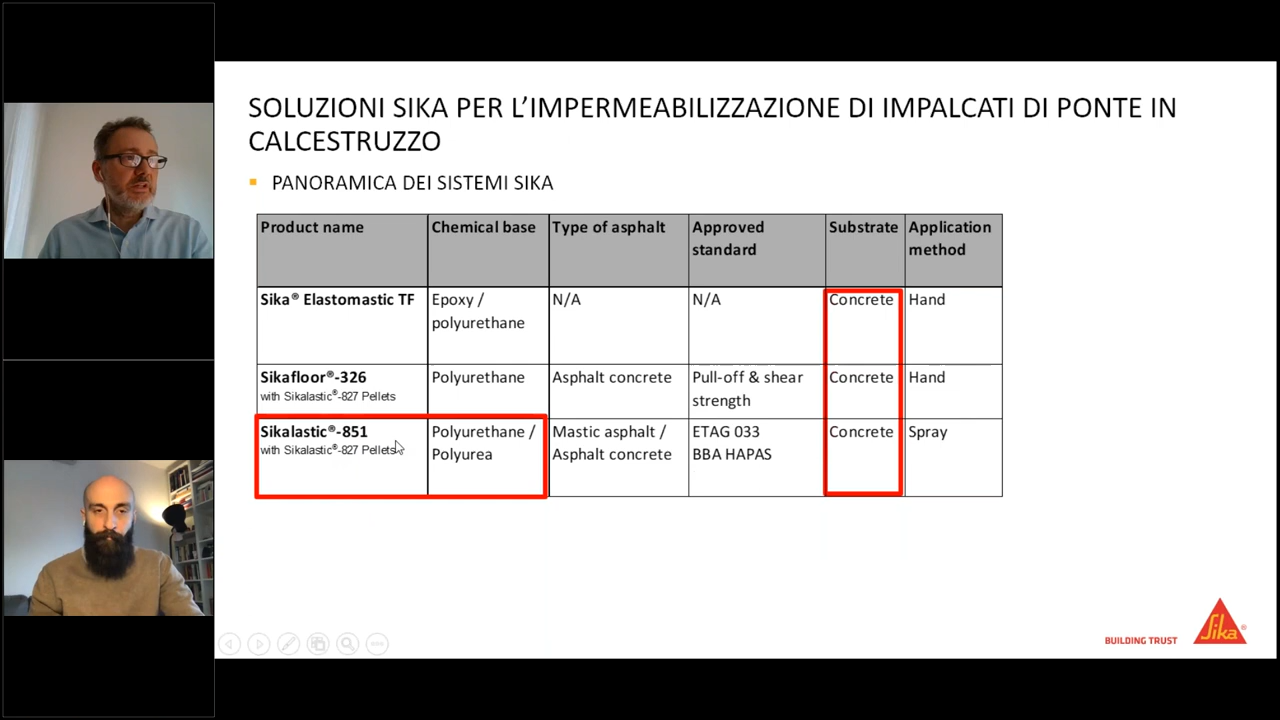 SOLUZIONI SIKA PER L'IMPERMEABILIZZAZIONE DI IMPALCATI DI PONTE IN
CALCESTRUZZO
PANORAMICA DEI SISTEMI SIKA
Product name
Chemical base
Type of asphalt
Approved
standard
Substrate
Application
method
Sika® Elastomastic TF
Epoxy /
polyurethane
N/A
N/A
Concrete
Hand
Sikafloor®-326
with Sikalastic®-827 Pellets
Polyurethane
Asphalt concrete
Pull-off & shear
strength
Concrete
Hand
Sikalastic®-851
with Sikalastic®-827 Pellets
Polyurethane /
Polyurea
Mastic asphalt /
Asphalt concrete
ETAG 033
BBA HAPAS
Concrete
Spray
BUILDING TRUST
Sika®